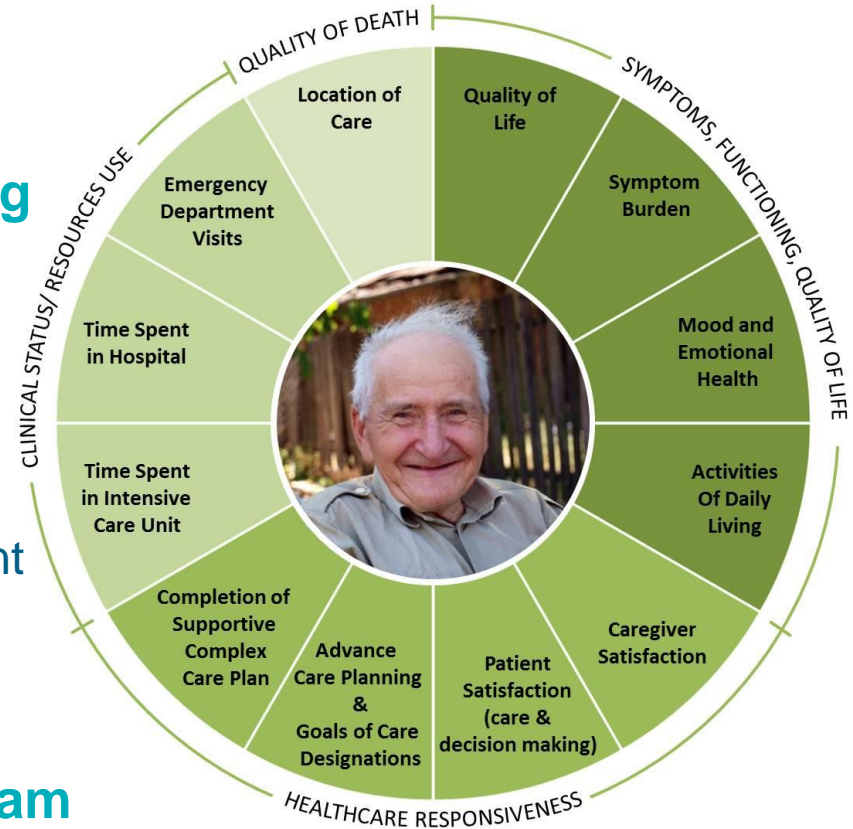 QUALITY OF DEATH
SYMPTOMS, FUNCTIONING, QUALITY OF LIFE
CLINICAL STATUS/ RESOURCES USE
HEALTHCARE RESPONSIVENESS
Location of
Care
Quality of
Life
Symptom
Burden
Mood and
Emotional
Health
Activities
Of Daily
Living
Caregiver
Satisfaction
Patient
Satisfaction
(care &
decision making)
Advance
Care Planning
&
Goals of Care
Designations
Completion of
Supportive
Complex
Care Plan
Time Spent
in Intensive
Care Unit
Time Spent
in Hospital
Emergency
Department
Visits